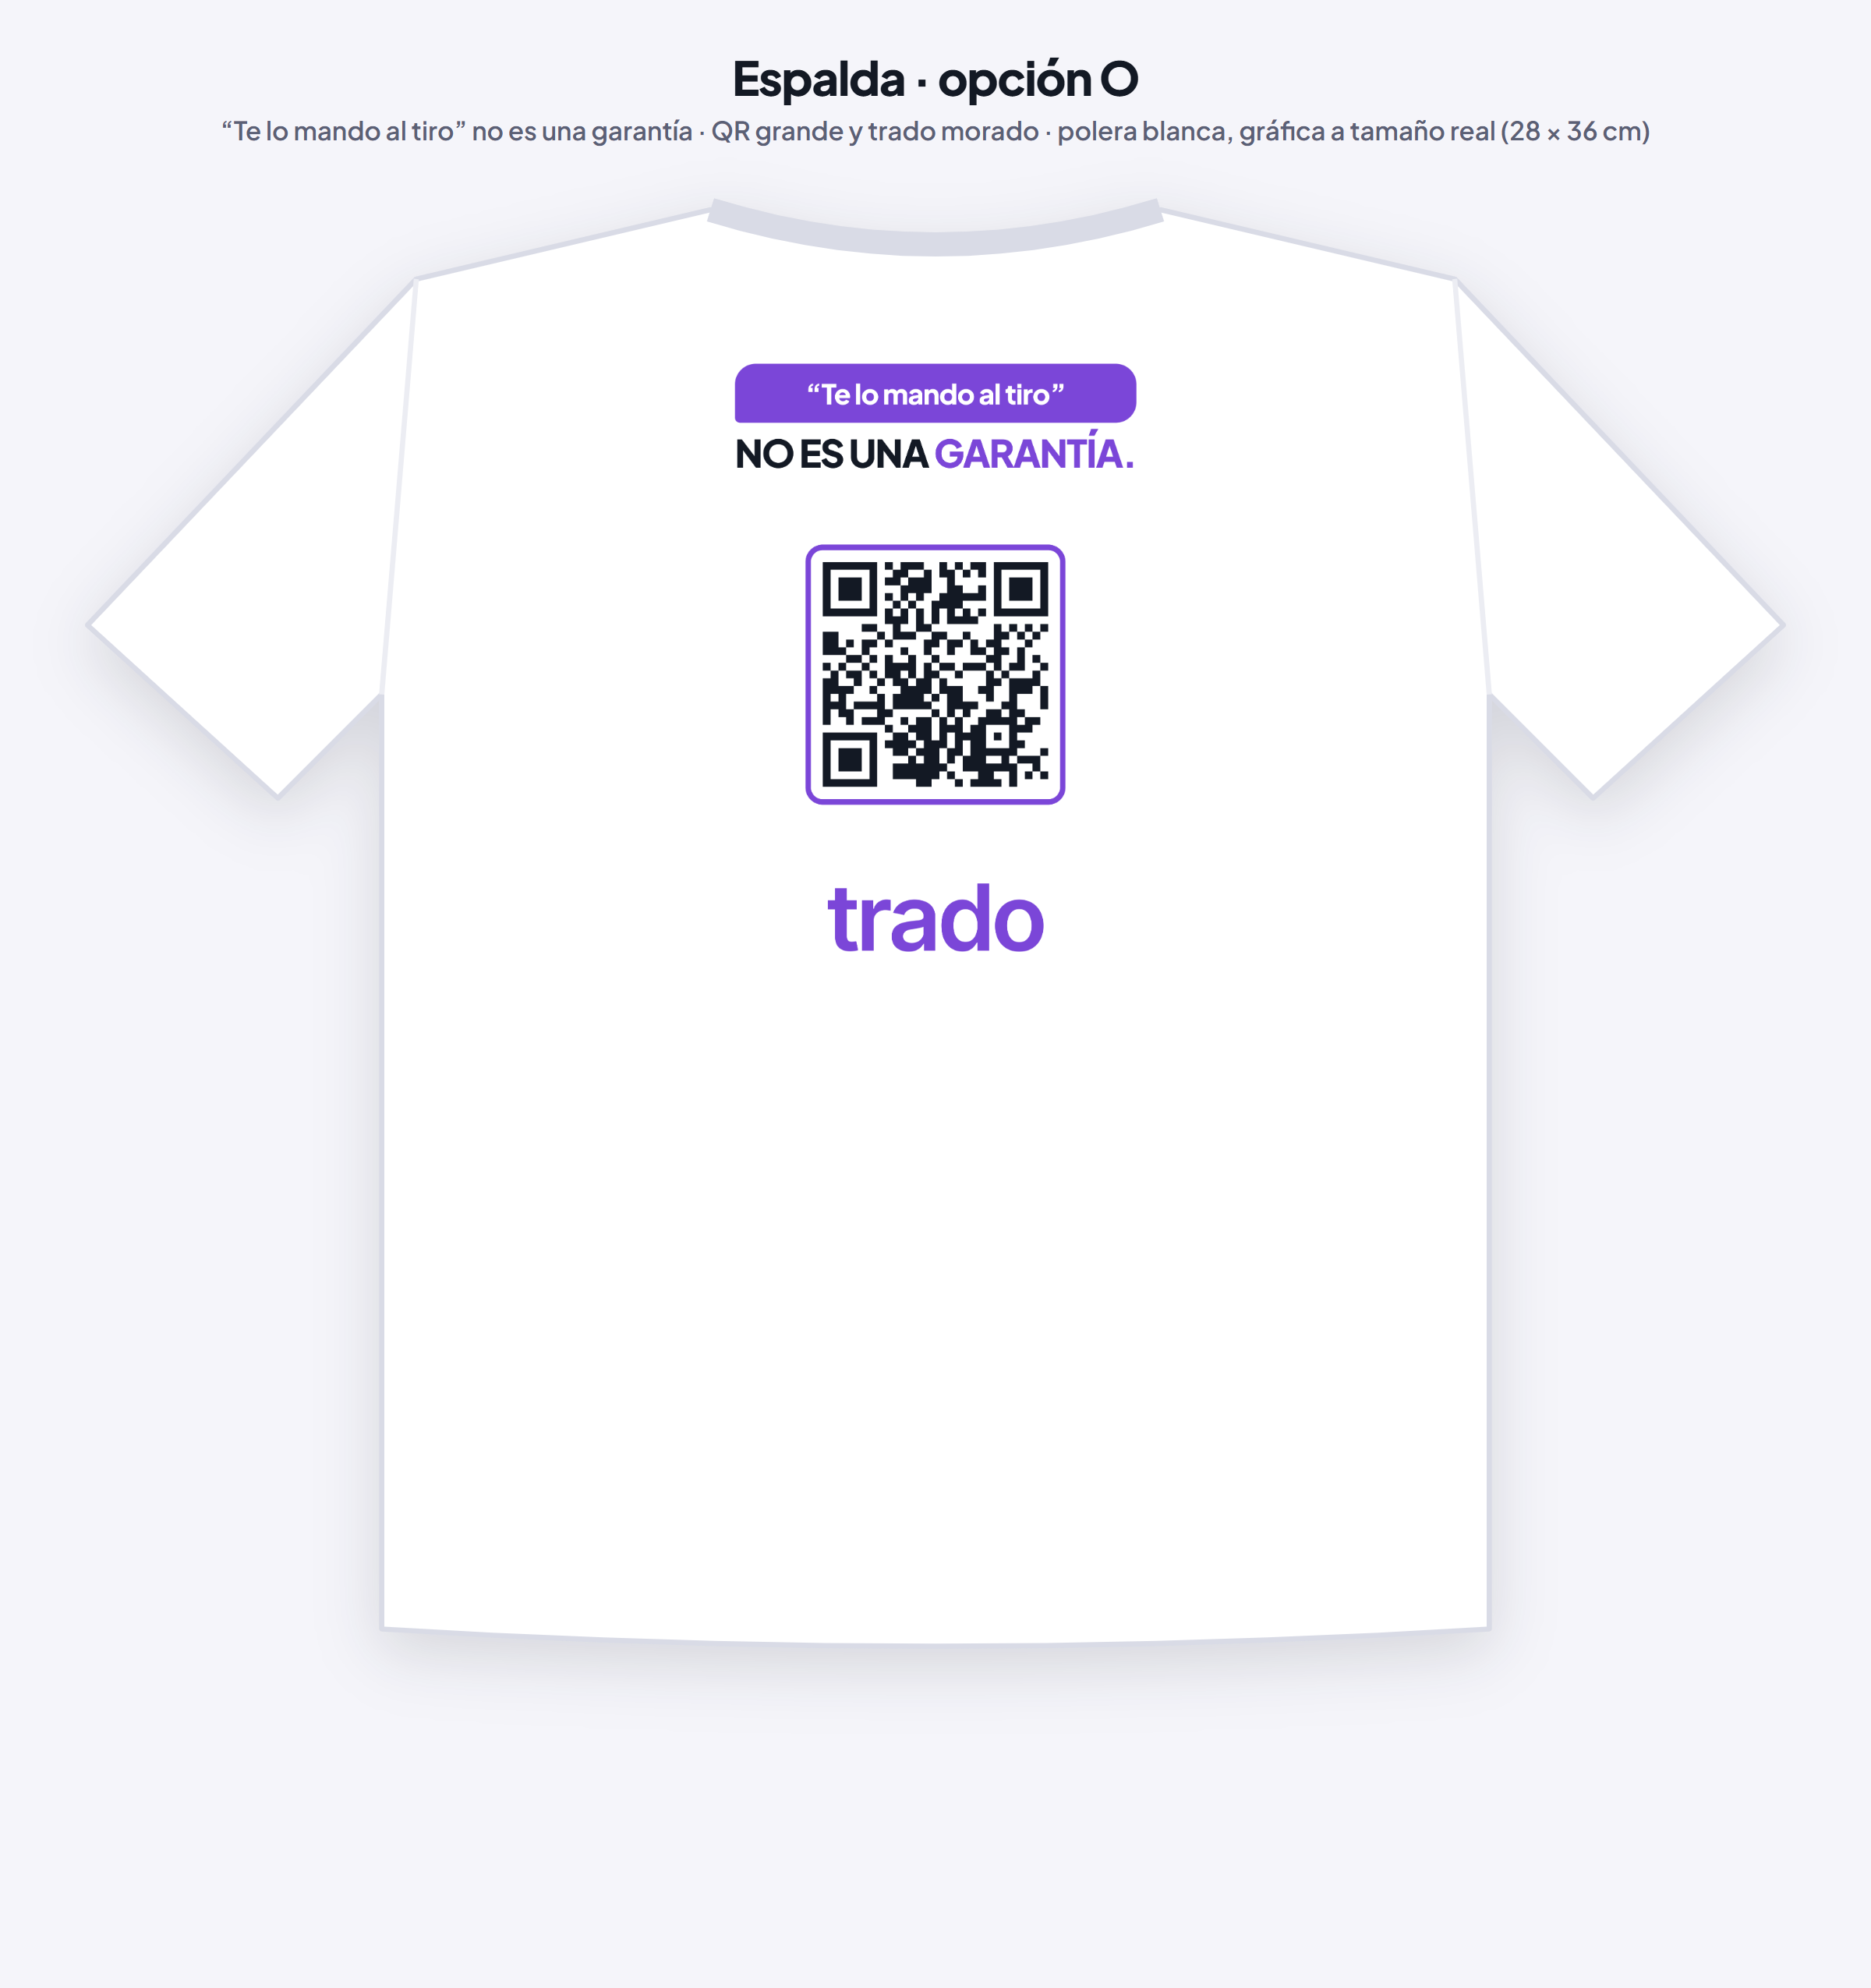 Espalda · opción O
“Te lo mando al tiro” no es una garantía · QR grande y trado morado · polera blanca, gráfica a tamaño real (28 × 36 cm)
“Te lo mando al tiro”
NO ES UNA GARANTÍA.
trado